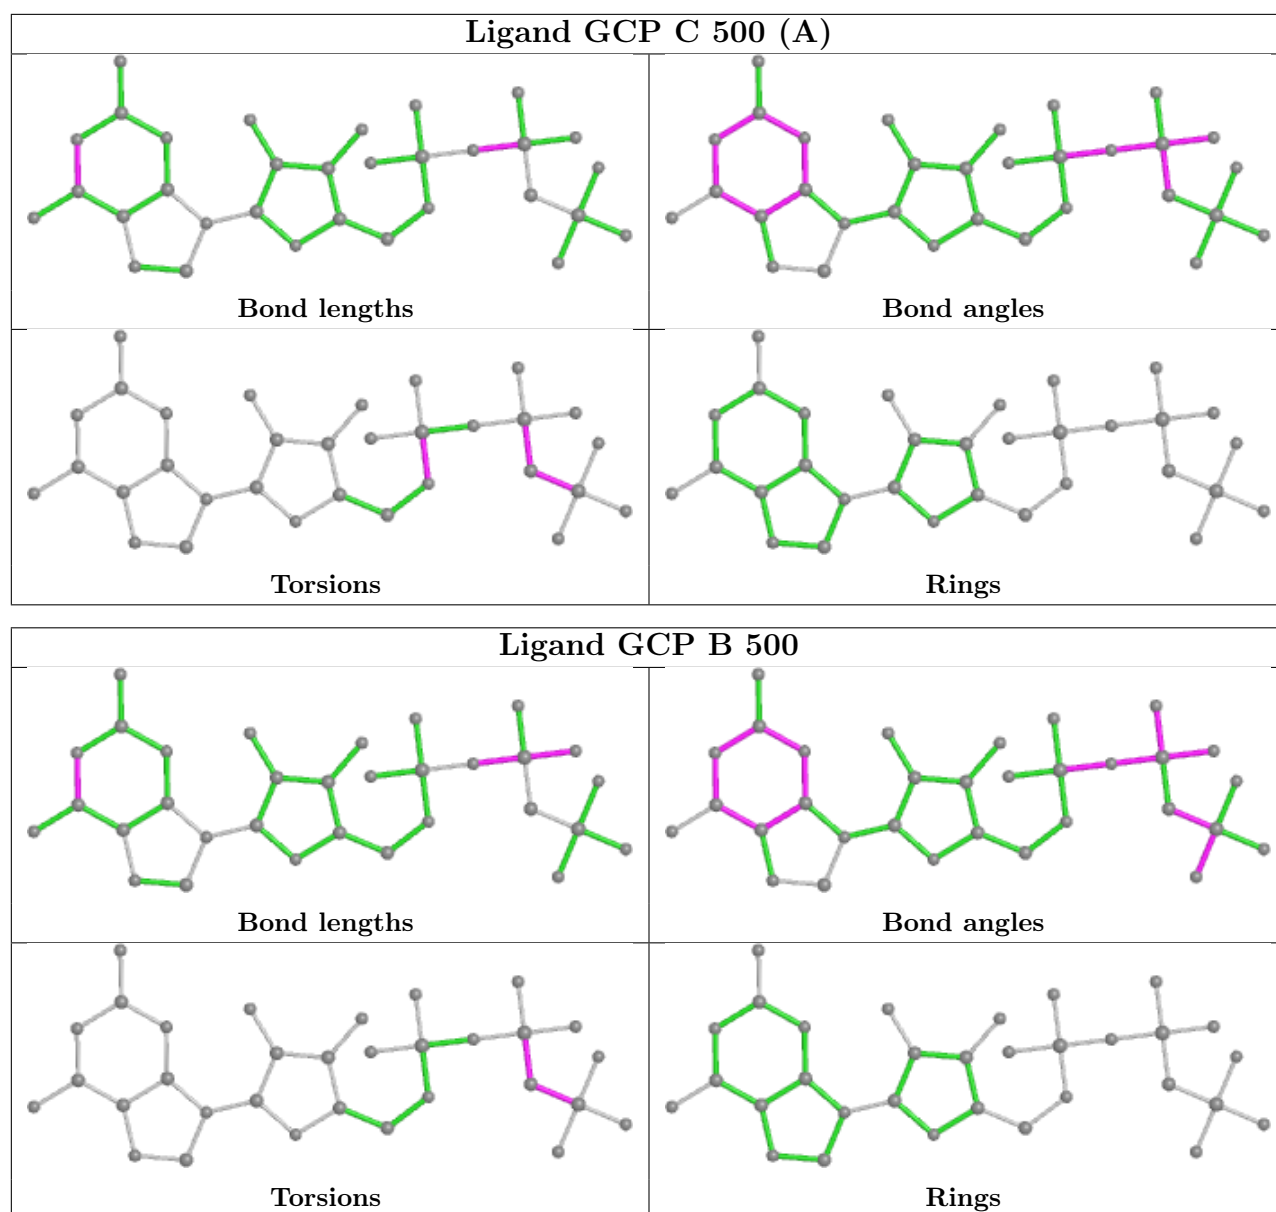 Ligand GCP C 500 (A)
Bond lengths
Bond angles
Torsions
Rings
Ligand GCP B 500
Bond lengths
Bond angles
Torsions
Rings